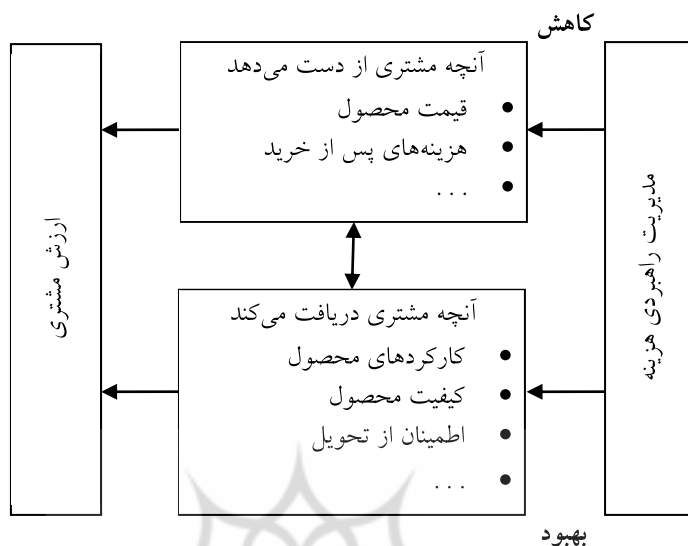 کاهش
مدیریت راهبردی هزینه
آنچه مشتری از دست می‌دهد
• قیمت محصول
• هزینه‌های پس از خرید
• . . .
آنچه مشتری دریافت می‌کند
• کارکردهای محصول
• کیفیت محصول
• اطمینان از تحویل
• . . .
ارزش مشتری
بهبود